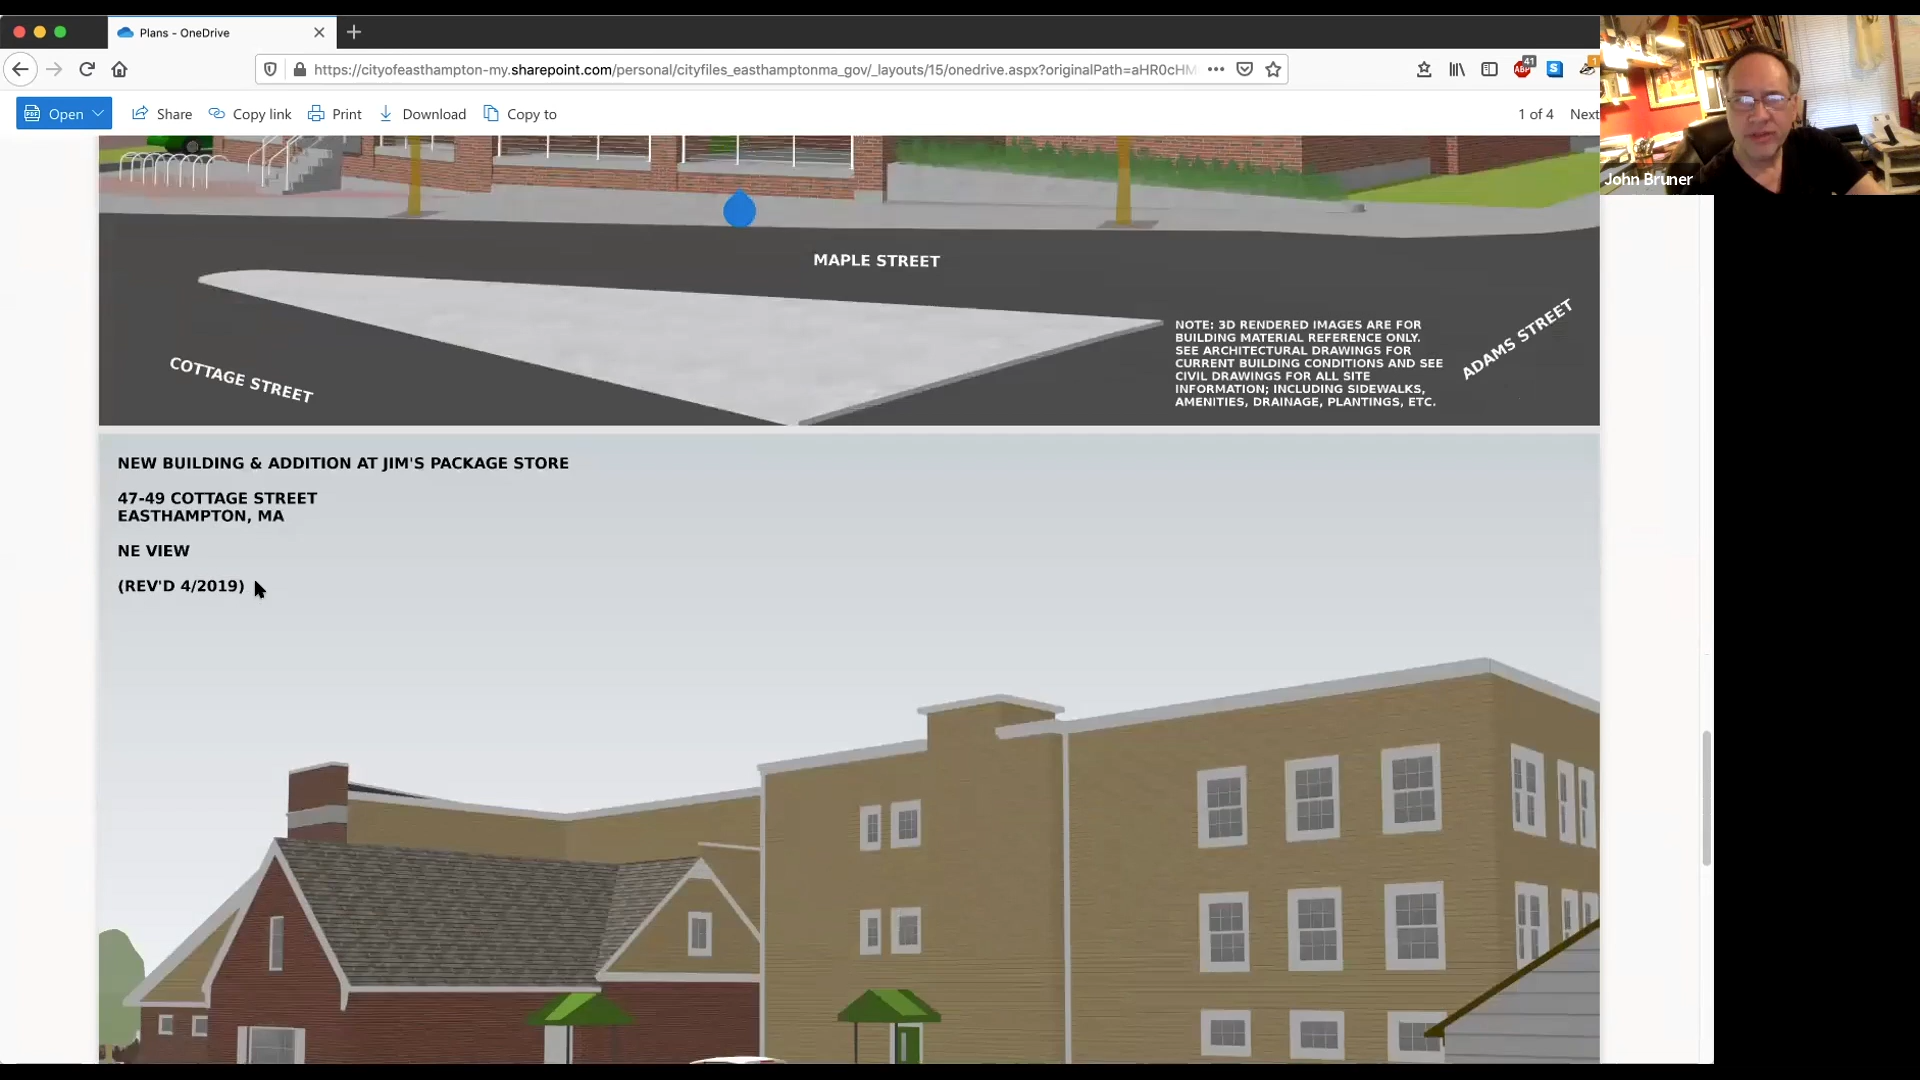 Plans - OneDrive
https://cityofeasthampton-my.sharepoint.com/personal/cityfiles_easthamptonma_gov/_layouts/15/onedrive.aspx?originalPath=aHR0cHM
41
S
1
PDF
Open
Share
Copy link
Print
Download
Copy to
1 of 4
Next
John Bruner
MAPLE STREET
COTTAGE STREET
ADAMS STREET
NOTE: 3D RENDERED IMAGES ARE FOR
BUILDING MATERIAL REFERENCE ONLY.
SEE ARCHITECTURAL DRAWINGS FOR
CURRENT BUILDING CONDITIONS AND SEE
CIVIL DRAWINGS FOR ALL SITE
INFORMATION; INCLUDING SIDEWALKS,
AMENITIES, DRAINAGE, PLANTINGS, ETC.
NEW BUILDING & ADDITION AT JIM'S PACKAGE STORE
47-49 COTTAGE STREET
EASTHAMPTON, MA
NE VIEW
(REV'D 4/2019)